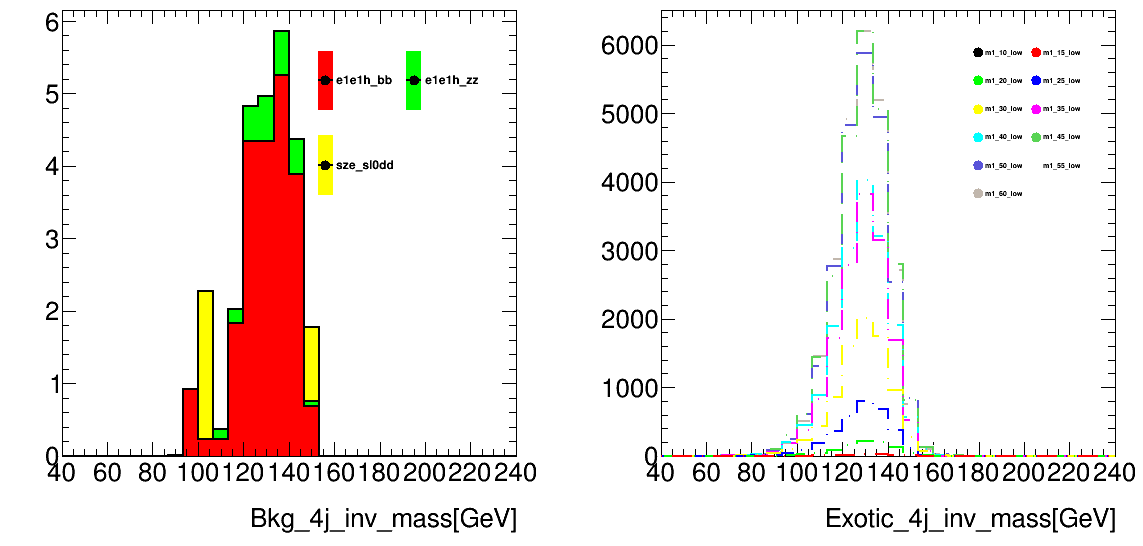 6
5
4
3
2
1
0
e1e1h_bb
e1e1h_zz
sze_sl0dd
40 60 80 100 120 140 160 180 200 220 240
Bkg_4j_inv_mass[GeV]
6000
5000
4000
3000
2000
1000
0
m1_10_low
m1_15_low
m1_20_low
m1_25_low
m1_30_low
m1_35_low
m1_40_low
m1_45_low
m1_50_low
m1_55_low
m1_60_low
40 60 80 100 120 140 160 180 200 220 240
Exotic_4j_inv_mass[GeV]